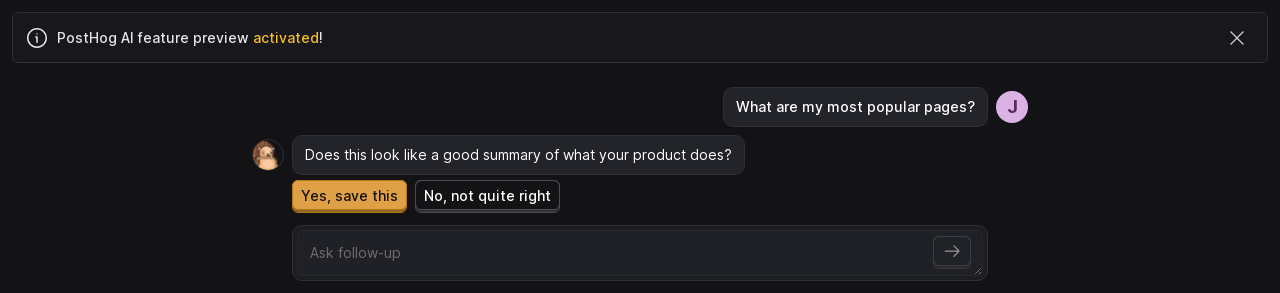 PostHog AI feature preview activated!
What are my most popular pages?
J
Does this look like a good summary of what your product does?
Yes, save this
No, not quite right
Ask follow-up